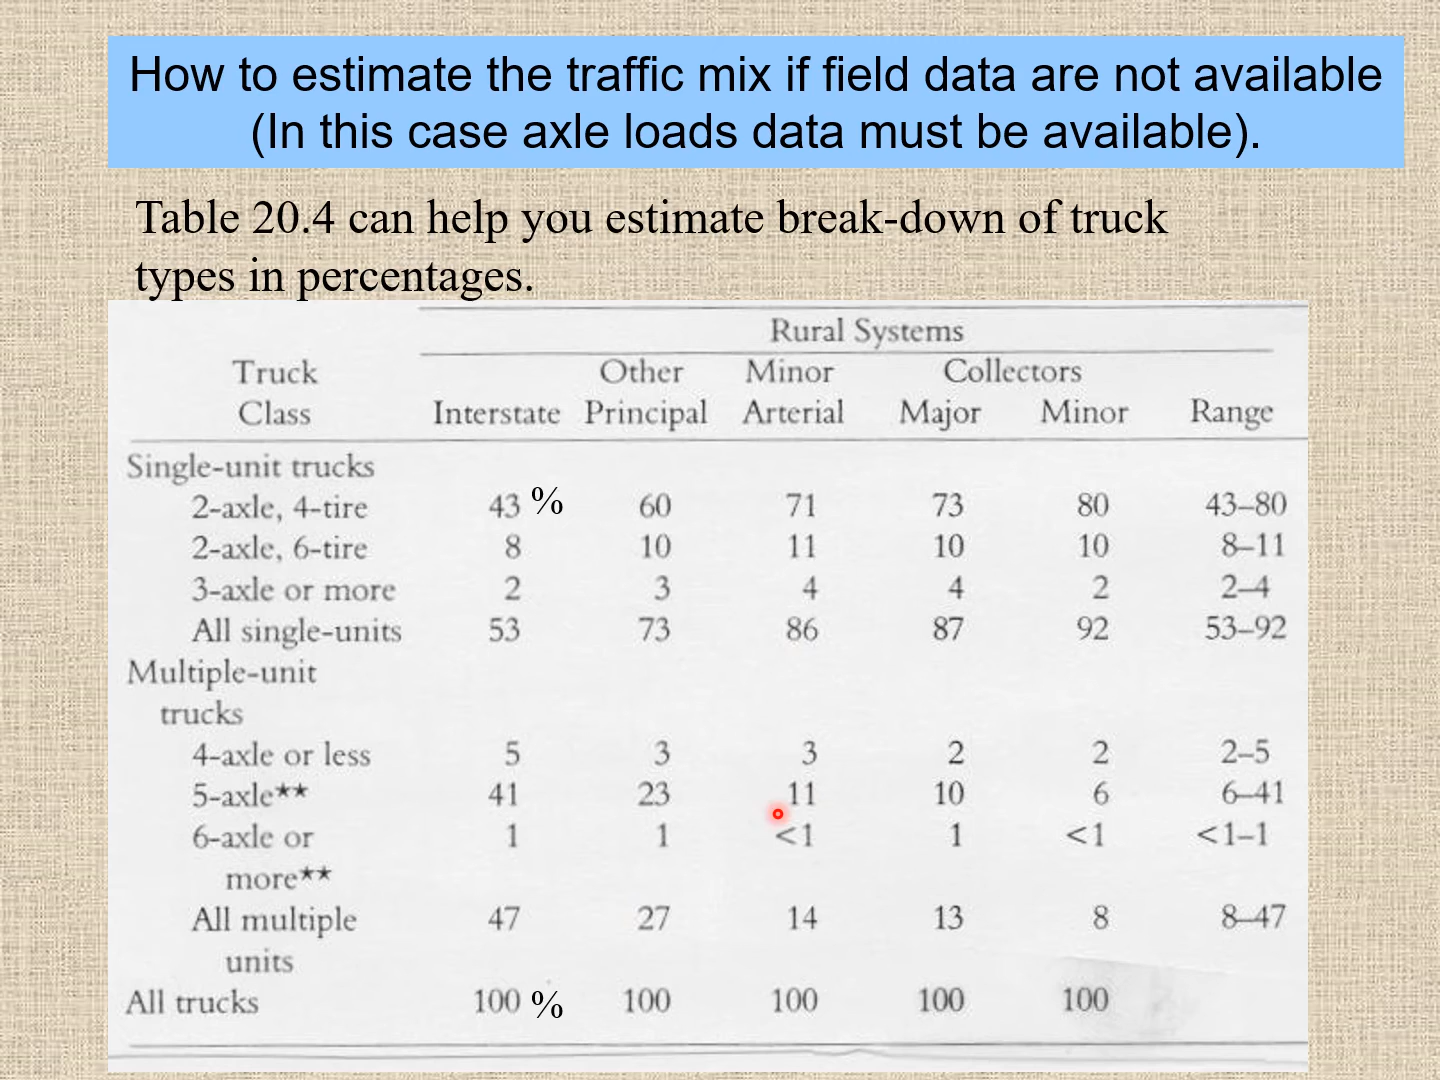 How to estimate the traffic mix if field data are not available
(In this case axle loads data must be available).
Table 20.4 can help you estimate break-down of truck
types in percentages.
Rural Systems
Truck Other Minor Collectors
Class Interstate Principal Arterial Major Minor Range
Single-unit trucks
2-axle, 4-tire 43 % 60 71 73 80 43–80
2-axle, 6-tire 8 10 11 10 10 8–11
3-axle or more 2 3 4 4 2 2–4
All single-units 53 73 86 87 92 53–92
Multiple-unit
trucks
4-axle or less 5 3 3 2 2 2–5
5-axle** 41 23 11 10 6 6–41
6-axle or 1 1 <1 1 <1 <1–1
more**
All multiple 47 27 14 13 8 8–47
units
All trucks 100 % 100 100 100 100